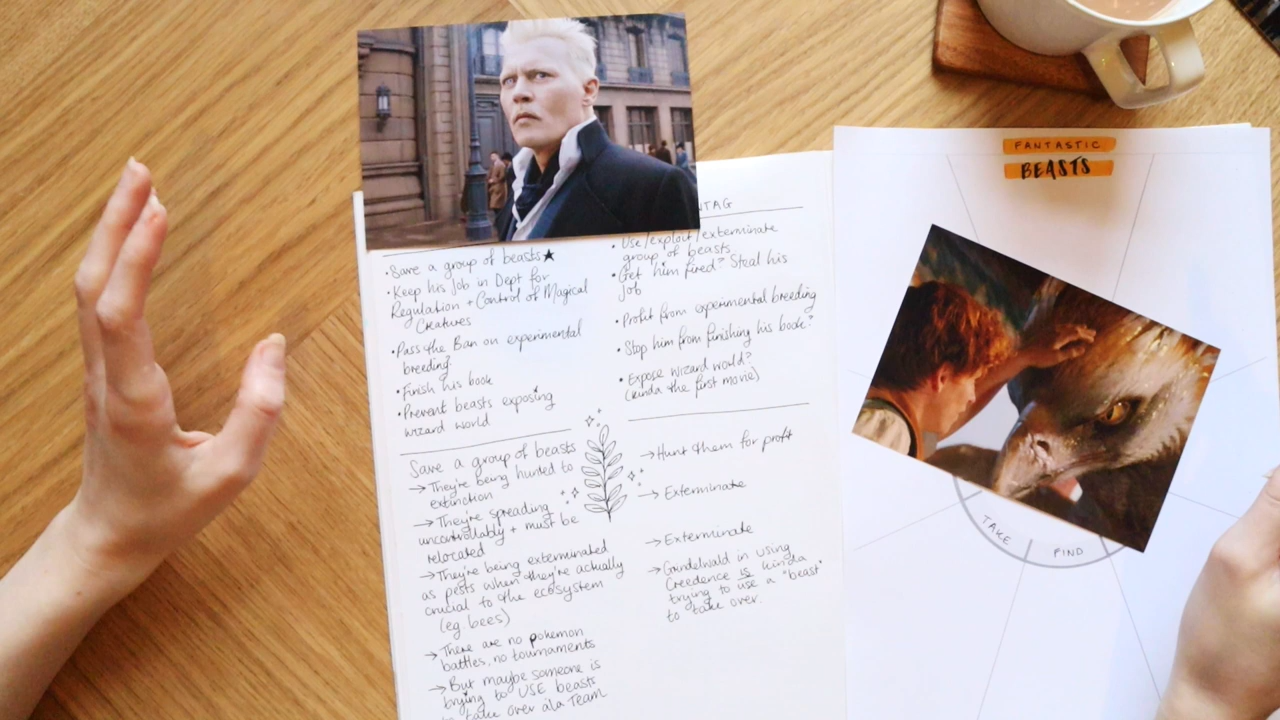 NTAG
• Save a group of beasts ★
• Keep his job in Dept for
Regulation + Control of Magical
Creatures
• Pass the Ban on experimental
breeding?
• Finish his book
• Prevent beasts exposing
wizard world
• Use/exploit/exterminate
group of beasts
• Get him fired? Steal his
job
• Profit from experimental breeding
• Stop him from finishing his book?
• Expose wizard world?
(kinda the first movie)
Save a group of beasts
→ They're being hunted to
extinction
→ They're spreading
uncontrollably + must be
relocated
→ They're being exterminated
as pests when they're actually
crucial to the ecosystem
(eg. bees)
→ There are no pokemon
battles, no tournaments
→ But maybe someone is
trying to USE beasts
to take over ala Team
→ Hunt them for profit
→ Exterminate
→ Exterminate
→ Grindelwald in using
Creedence is kinda
trying to use a "beast"
to take over.
FANTASTIC
BEASTS
TAKE
FIND